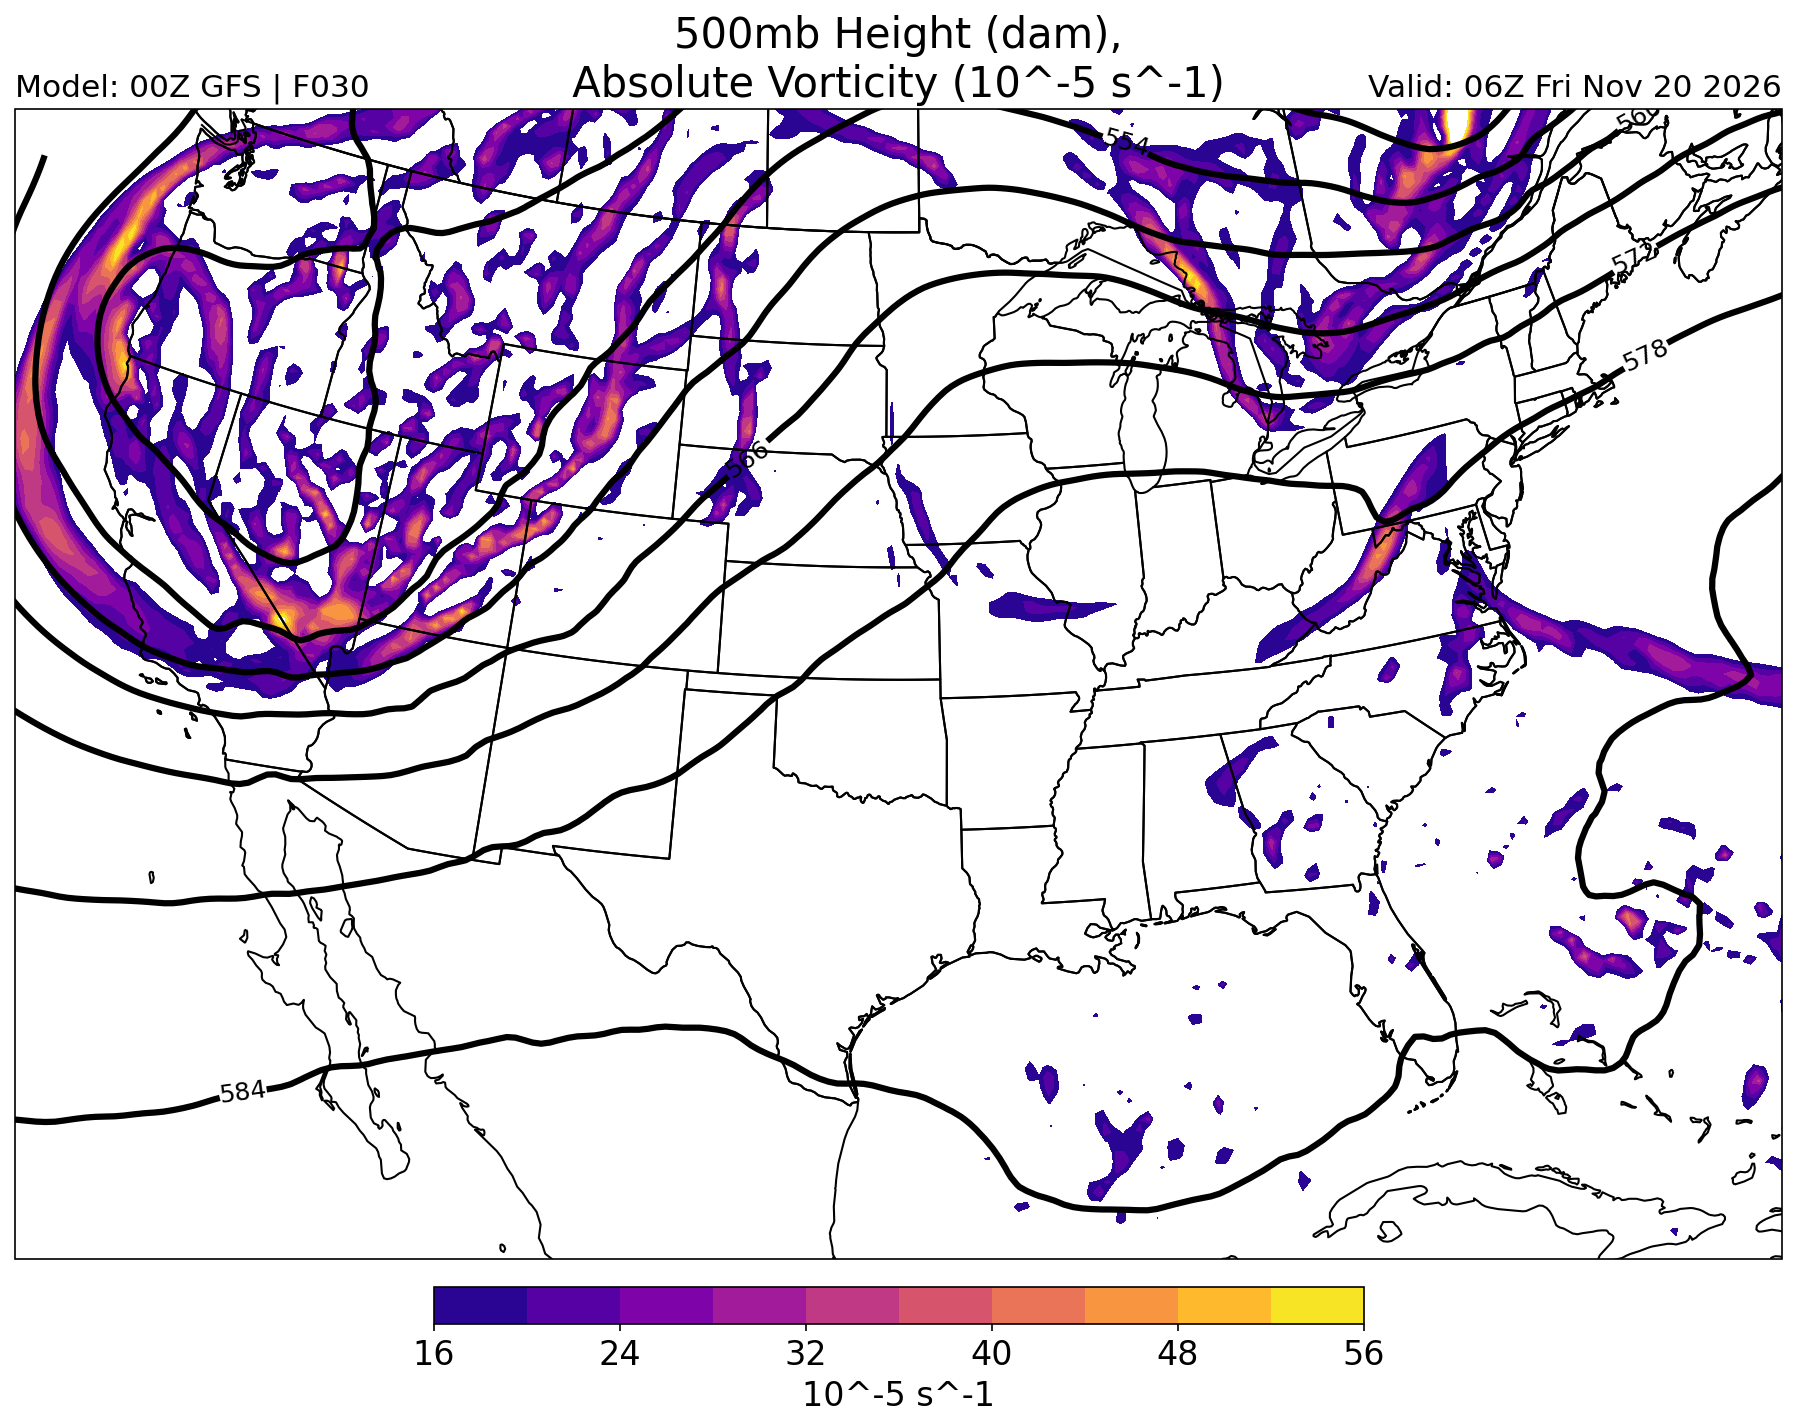 500mb Height (dam),
Absolute Vorticity (10^-5 s^-1)
Model: 00Z GFS | F030
Valid: 06Z Fri Nov 20 2026
554
578
566
584
16 24 32 40 48 56
10^-5 s^-1